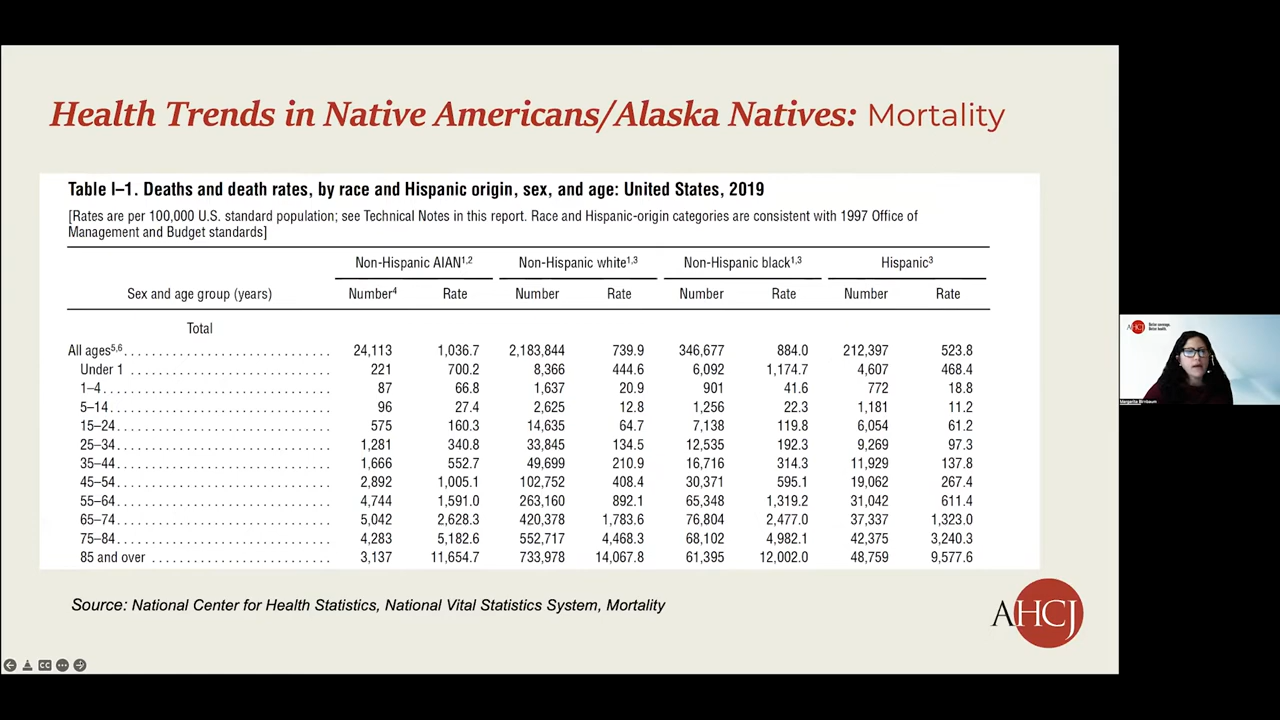 Health Trends in Native Americans/Alaska Natives: Mortality
Table I–1. Deaths and death rates, by race and Hispanic origin, sex, and age: United States, 2019
[Rates are per 100,000 U.S. standard population; see Technical Notes in this report. Race and Hispanic-origin categories are consistent with 1997 Office of
Management and Budget standards]
Non-Hispanic AIAN1,2 Non-Hispanic white1,3 Non-Hispanic black1,3 Hispanic3
Sex and age group (years) Number4 Rate Number Rate Number Rate Number Rate
Total
All ages5,6 24,113 1,036.7 2,183,844 739.9 346,677 884.0 212,397 523.8
Under 1 221 700.2 8,366 444.6 6,092 1,174.7 4,607 468.4
1–4 87 66.8 1,637 20.9 901 41.6 772 18.8
5–14 96 27.4 2,625 12.8 1,256 22.3 1,181 11.2
15–24 575 160.3 14,635 64.7 7,138 119.8 6,054 61.2
25–34 1,281 340.8 33,845 134.5 12,535 192.3 9,269 97.3
35–44 1,666 552.7 49,699 210.9 16,716 314.3 11,929 137.8
45–54 2,892 1,005.1 102,752 408.4 30,371 595.1 19,062 267.4
55–64 4,744 1,591.0 263,160 892.1 65,348 1,319.2 31,042 611.4
65–74 5,042 2,628.3 420,378 1,783.6 76,804 2,477.0 37,337 1,323.0
75–84 4,283 5,182.6 552,717 4,468.3 68,102 4,982.1 42,375 3,240.3
85 and over 3,137 11,654.7 733,978 14,067.8 61,395 12,002.0 48,759 9,577.6
Source: National Center for Health Statistics, National Vital Statistics System, Mortality
AHCJ
CC
AHCJ
Better coverage.
Better health.
Margarita Birnbaum